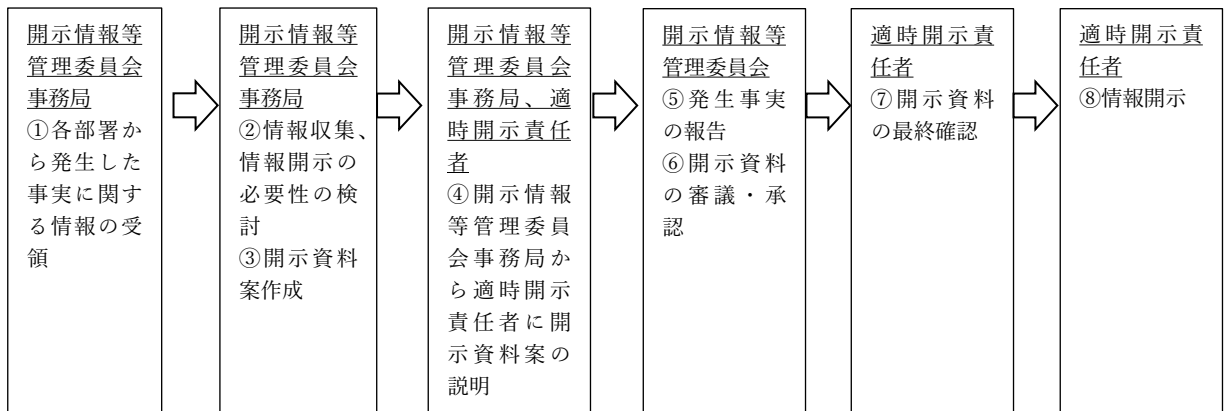 開示情報等
管理委員会
事務局
①各部署か
ら発生した
事実に関す
る情報の受
領
開示情報等
管理委員会
事務局
②情報収集、
情報開示の
必要性の検
討
③開示資料
案作成
開示情報等
管理委員会
事務局、適
時開示責任
者
④開示情報
等管理委員
会事務局か
ら適時開示
責任者に開
示資料案の
説明
開示情報等
管理委員会
⑤発生事実
の報告
⑥開示資料
の審議・承
認
適時開示責
任者
⑦開示資料
の最終確認
適時開示責
任者
⑧情報開示